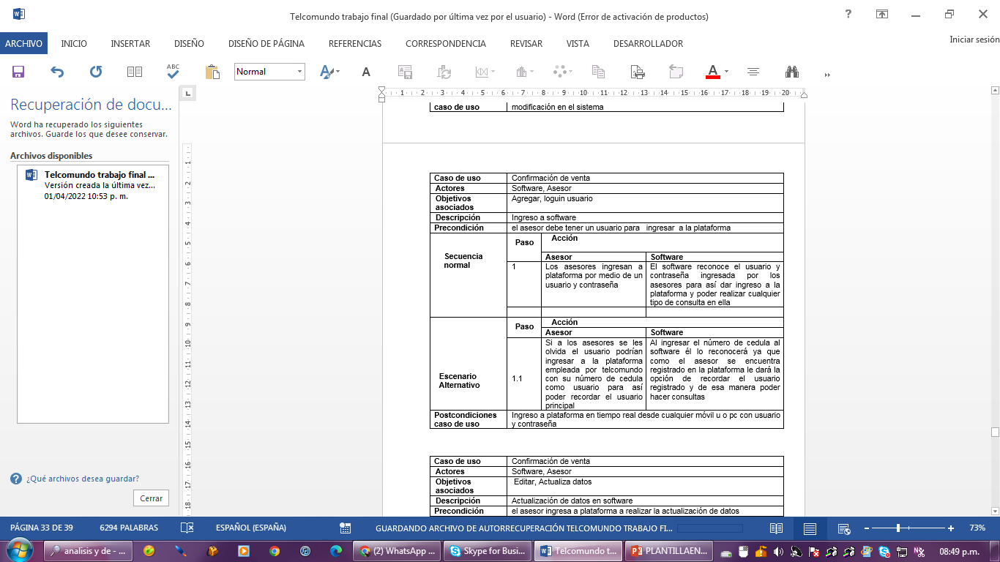 Telcomundo trabajo final (Guardado por última vez por el usuario) - Word (Error de activación de productos)
ARCHIVO INICIO INSERTAR DISEÑO DISEÑO DE PÁGINA REFERENCIAS CORRESPONDENCIA REVISAR VISTA DESARROLLADOR Iniciar sesión
ABC Normal A A
Recuperación de docu...
Word ha recuperado los siguientes
archivos. Guarde los que desee conservar.
Archivos disponibles
Telcomundo trabajo final ...
Versión creada la última vez...
01/04/2022 10:53 p. m.
¿Qué archivos desea guardar?
Cerrar
1 2 3 4 5 6 7 8 9 10 11 12 13 14 15 16 17 18 19 20
1
2
3
4
5
6
7
8
9
10
11
12
13
14
15
16
17
18
caso de uso modificación en el sistema
Caso de uso Confirmación de venta
Actores Software, Asesor
Objetivos asociados Agregar, loguin usuario
Descripción Ingreso a software
Precondición el asesor debe tener un usuario para ingresar a la plataforma
Secuencia
normal
Paso Acción
Asesor Software
1
Los asesores ingresan a
plataforma por medio de un
usuario y contraseña
El software reconoce el usuario y
contraseña ingresada por los
asesores para así dar ingreso a la
plataforma y poder realizar cualquier
tipo de consulta en ella
Escenario
Alternativo
Paso Acción
Asesor Software
1.1
Si a los asesores se les
olvida el usuario podrían
ingresar a la plataforma
empleada por telcomundo
con su número de cedula
como usuario para así
poder recordar el usuario
principal
Al ingresar el número de cedula al
software él lo reconocerá ya que
como el asesor se encuentra
registrado en la plataforma le dará la
opción de recordar el usuario
registrado y de esa manera poder
hacer consultas
Postcondiciones
caso de uso
Ingreso a plataforma en tiempo real desde cualquier móvil u o pc con usuario
y contraseña
Caso de uso Confirmación de venta
Actores Software, Asesor
Objetivos asociados Editar, Actualiza datos
Descripción Actualización de datos en software
Precondición el asesor ingresa a plataforma a realizar la actualización de datos
PÁGINA 33 DE 39 6294 PALABRAS ESPAÑOL (ESPAÑA) GUARDANDO ARCHIVO DE AUTORRECUPERACIÓN TELCOMUNDO TRABAJO FI... 73%
analisis y de - ... (2) WhatsApp ... Skype for Busi... Telcomundo t... PLANTILLAEN... 08:49 p.m.